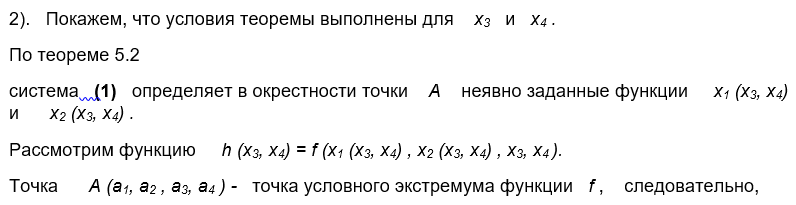 2). Покажем, что условия теоремы выполнены для x₃ и x₄ .
По теореме 5.2
система (1) определяет в окрестности точки A неявно заданные функции x₁ (x₃, x₄)
и x₂ (x₃, x₄) .
Рассмотрим функцию h (x₃, x₄) = f (x₁ (x₃, x₄) , x₂ (x₃, x₄) , x₃, x₄ ).
Точка A (a₁, a₂ , a₃, a₄ ) - точка условного экстремума функции f , следовательно,